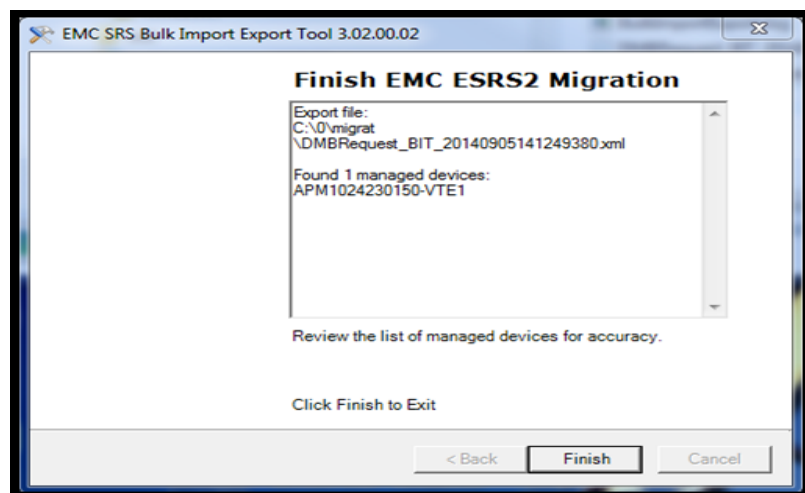 EMC SRS Bulk Import Export Tool 3.02.00.02
Finish EMC ESRS2 Migration
Export file:
C:\0\migrat
\DMBRequest_BIT_20140905141249380.xml
Found 1 managed devices:
APM1024230150-VTE1
Review the list of managed devices for accuracy.
Click Finish to Exit
< Back
Finish
Cancel